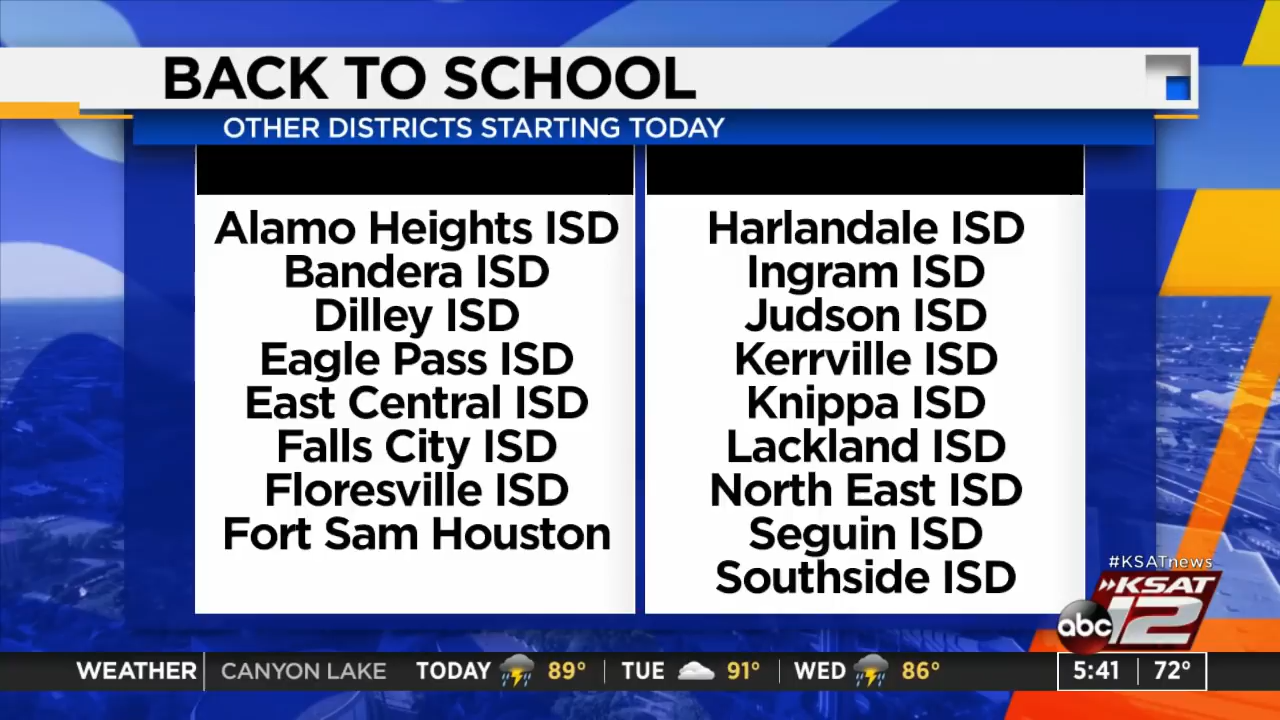 BACK TO SCHOOL
OTHER DISTRICTS STARTING TODAY
Alamo Heights ISD
Bandera ISD
Dilley ISD
Eagle Pass ISD
East Central ISD
Falls City ISD
Floresville ISD
Fort Sam Houston
Harlandale ISD
Ingram ISD
Judson ISD
Kerrville ISD
Knippa ISD
Lackland ISD
North East ISD
Seguin ISD
Southside ISD
#KSATnews
KSAT
abc 12
WEATHER CANYON LAKE TODAY 89° TUE 91° WED 86° 5:41 72°